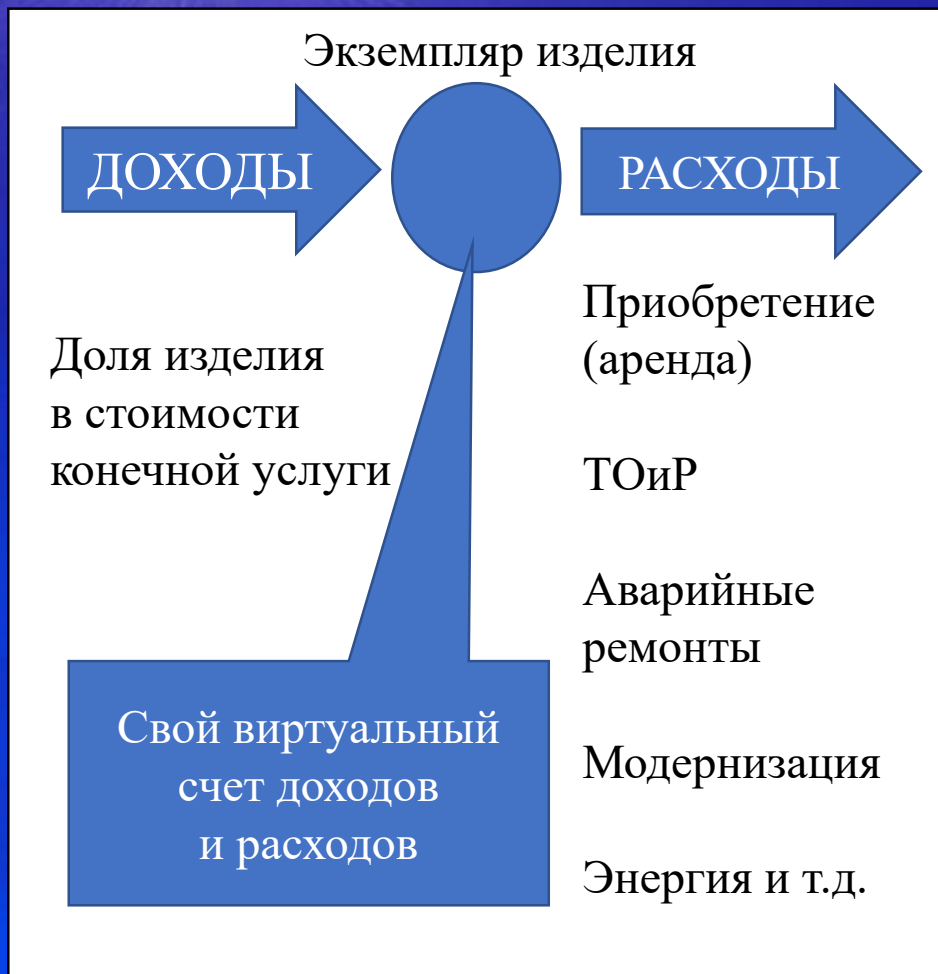 Экземпляр изделия
ДОХОДЫ
РАСХОДЫ
Доля изделия
в стоимости
конечной услуги
Свой виртуальный
счет доходов
и расходов
Приобретение
(аренда)
ТОиР
Аварийные
ремонты
Модернизация
Энергия и т.д.